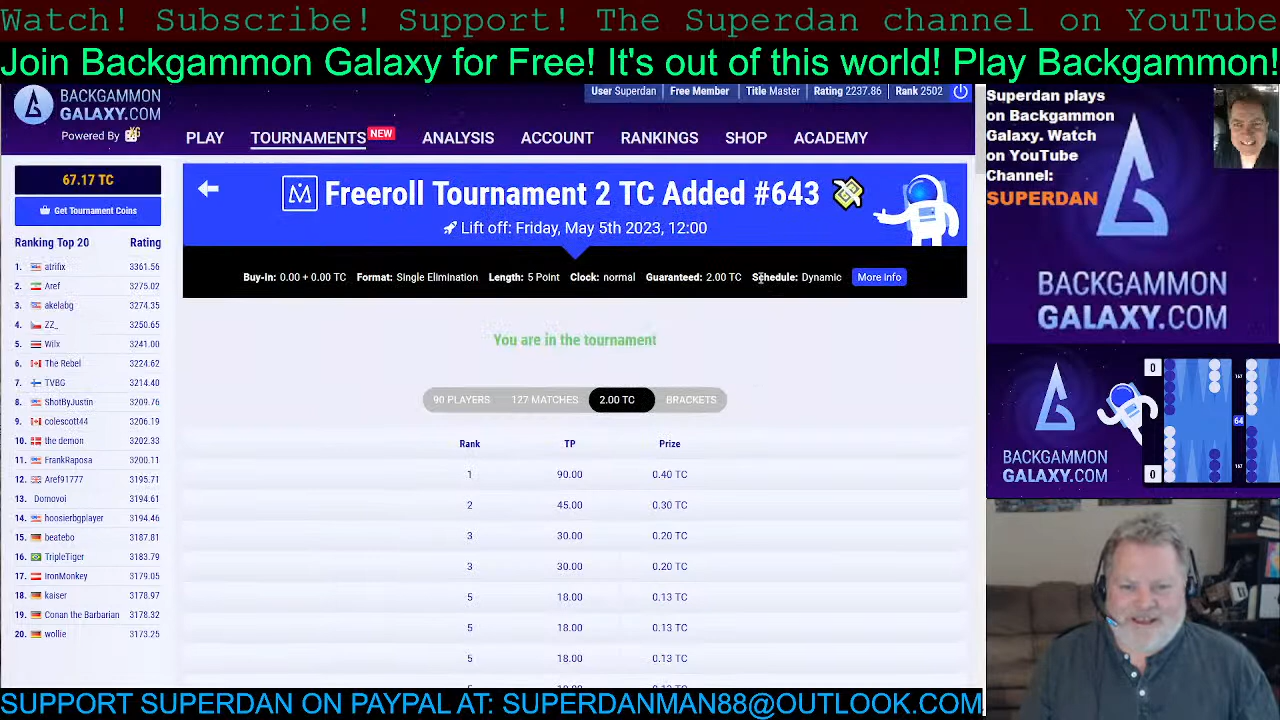 Watch! Subscribe! Support! The Superdan channel on YouTube
Join Backgammon Galaxy for Free! It's out of this world! Play Backgammon!
BACKGAMMON
GALAXY.COM
Powered By
User Superdan | Free Member | Title Master | Rating 2237.86 | Rank 2502
PLAY TOURNAMENTS NEW ANALYSIS ACCOUNT RANKINGS SHOP ACADEMY
67.17 TC
Get Tournament Coins
Ranking Top 20 Rating
1. atrifix 3361.56
2. Aref 3275.02
3. akelabg 3274.35
4. ZZ_ 3250.65
5. Wilx 3241.00
6. The Rebel 3224.62
7. TVBG 3214.40
8. ShotByJustin 3209.76
9. colescott44 3206.19
10. the demon 3202.33
11. FrankRaposa 3200.11
12. Aref91777 3195.71
13. Domovoi 3194.61
14. hoosierbgplayer 3194.46
15. beatebo 3187.81
16. TripleTiger 3183.79
17. IronMonkey 3179.05
18. kaiser 3178.97
19. Conan the Barbarian 3178.32
20. wollie 3173.25
Freeroll Tournament 2 TC Added #643
Lift off: Friday, May 5th 2023, 12:00
Buy-in: 0.00 + 0.00 TC Format: Single Elimination Length: 5 Point Clock: normal Guaranteed: 2.00 TC Schedule: Dynamic More Info
You are in the tournament
90 PLAYERS 127 MATCHES 2.00 TC BRACKETS
Rank TP Prize
1 90.00 0.40 TC
2 45.00 0.30 TC
3 30.00 0.20 TC
3 30.00 0.20 TC
5 18.00 0.13 TC
5 18.00 0.13 TC
5 18.00 0.13 TC
Superdan plays
on Backgammon
Galaxy. Watch
on YouTube
Channel:
SUPERDAN
BACKGAMMON
GALAXY.COM
0
167
167
64
BACKGAMMON
GALAXY.COM
0
SUPPORT SUPERDAN ON PAYPAL AT: SUPERDANMAN88@OUTLOOK.COM